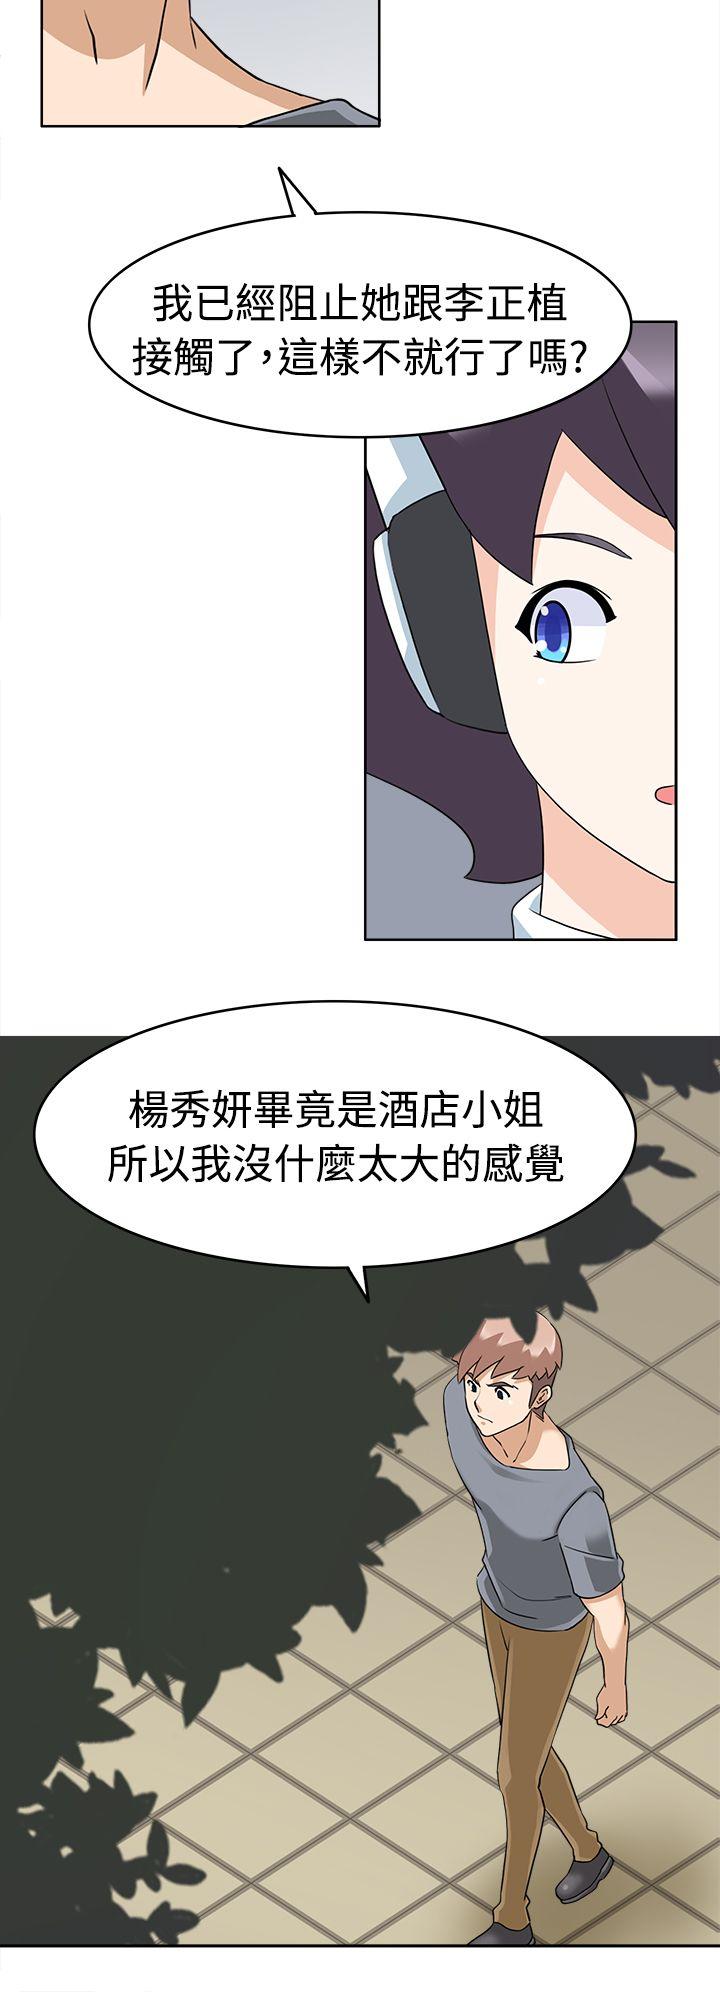 我已經阻止她跟李正植
接觸了,這樣不就行了嗎?
楊秀妍畢竟是酒店小姐
所以我沒什麼太大的感覺